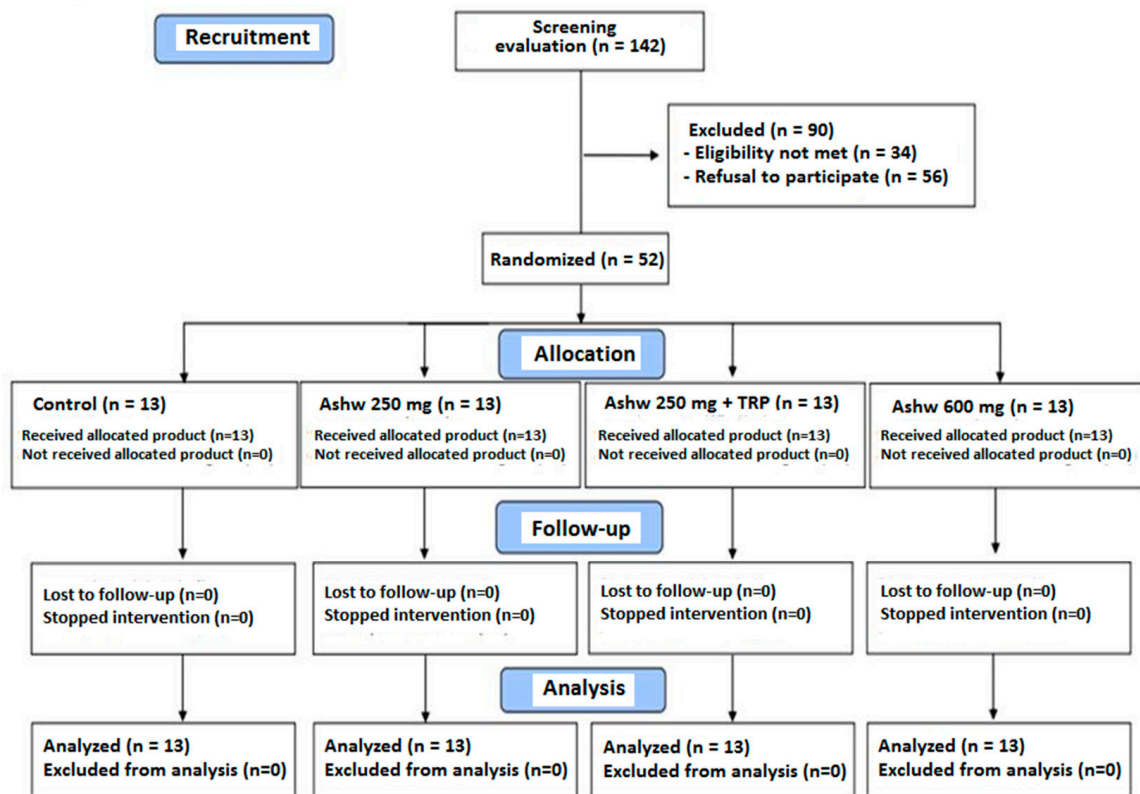 Recruitment
Screening
evaluation (n = 142)
Excluded (n = 90)
- Eligibility not met (n = 34)
- Refusal to participate (n = 56)
Randomized (n = 52)
Allocation
Control (n = 13)
Received allocated product (n=13)
Not received allocated product (n=0)
Ashw 250 mg (n = 13)
Received allocated product (n=13)
Not received allocated product (n=0)
Ashw 250 mg + TRP (n = 13)
Received allocated product (n=13)
Not received allocated product (n=0)
Ashw 600 mg (n = 13)
Received allocated product (n=13)
Not received allocated product (n=0)
Follow-up
Lost to follow-up (n=0)
Stopped intervention (n=0)
Lost to follow-up (n=0)
Stopped intervention (n=0)
Lost to follow-up (n=0)
Stopped intervention (n=0)
Lost to follow-up (n=0)
Stopped intervention (n=0)
Analysis
Analyzed (n = 13)
Excluded from analysis (n=0)
Analyzed (n = 13)
Excluded from analysis (n=0)
Analyzed (n = 13)
Excluded from analysis (n=0)
Analyzed (n = 13)
Excluded from analysis (n=0)